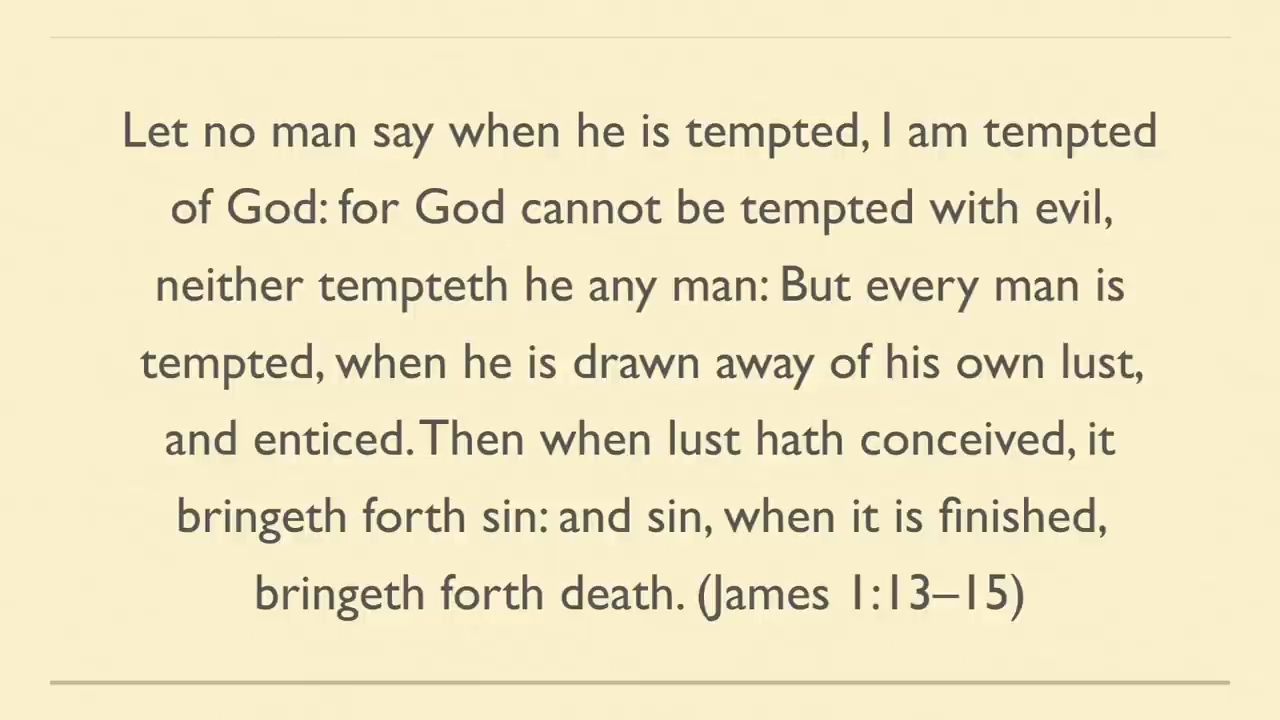 Let no man say when he is tempted, I am tempted
of God: for God cannot be tempted with evil,
neither tempteth he any man: But every man is
tempted, when he is drawn away of his own lust,
and enticed. Then when lust hath conceived, it
bringeth forth sin: and sin, when it is finished,
bringeth forth death. (James 1:13–15)